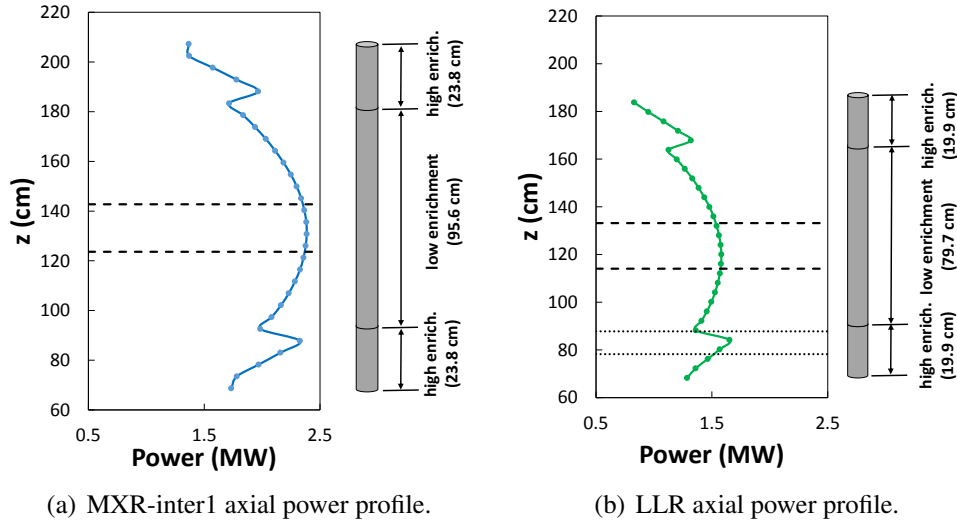 220
200
180
160
140
120
100
80
60
z (cm)
0.5
1.5
2.5
Power (MW)
high enrich.
(23.8 cm)
low enrichment
(95.6 cm)
high enrich.
(23.8 cm)
(a) MXR-inter1 axial power profile.
220
200
180
160
140
120
100
80
60
z (cm)
0.5
1.5
2.5
Power (MW)
high enrich.
(19.9 cm)
low enrichment
(79.7 cm)
high enrich.
(19.9 cm)
(b) LLR axial power profile.